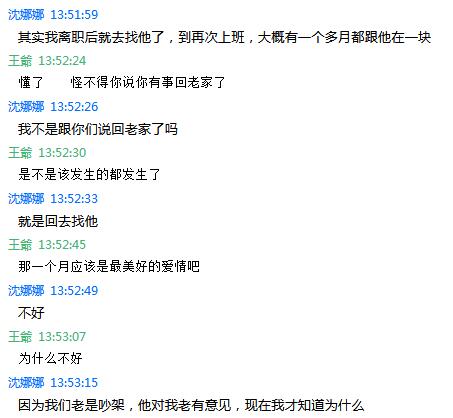 沈娜娜 13:51:59
其实我离职后就去找他了，到再次上班，大概有一个多月都跟他在一块
王爺 13:52:24
懂了 怪不得你说你有事回老家了
沈娜娜 13:52:26
我不是跟你们说回老家了吗
王爺 13:52:30
是不是该发生的都发生了
沈娜娜 13:52:33
就是回去找他
王爺 13:52:45
那一个月应该是最美好的爱情吧
沈娜娜 13:52:49
不好
王爺 13:53:07
为什么不好
沈娜娜 13:53:15
因为我们老是吵架，他对我老有意见，现在我才知道为什么